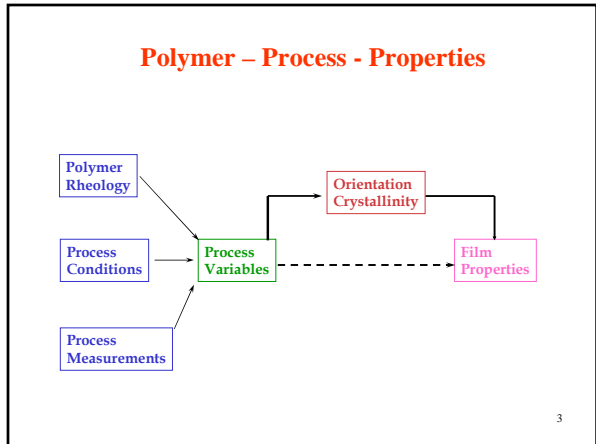 Polymer – Process - Properties
Polymer
Rheology
Orientation
Crystallinity
Process
Conditions
Process
Variables
Film
Properties
Process
Measurements
3